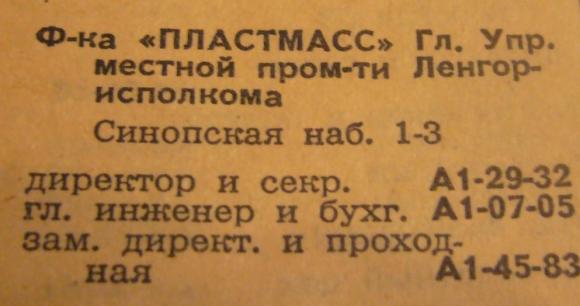 Ф-ка «ПЛАСТМАСС» Гл. Упр.
местной пром-ти Ленгор-
исполкома
Синопская наб. 1-3
директор и секр. А1-29-32
гл. инженер и бухг. А1-07-05
зам. директ. и проход-
ная А1-45-83